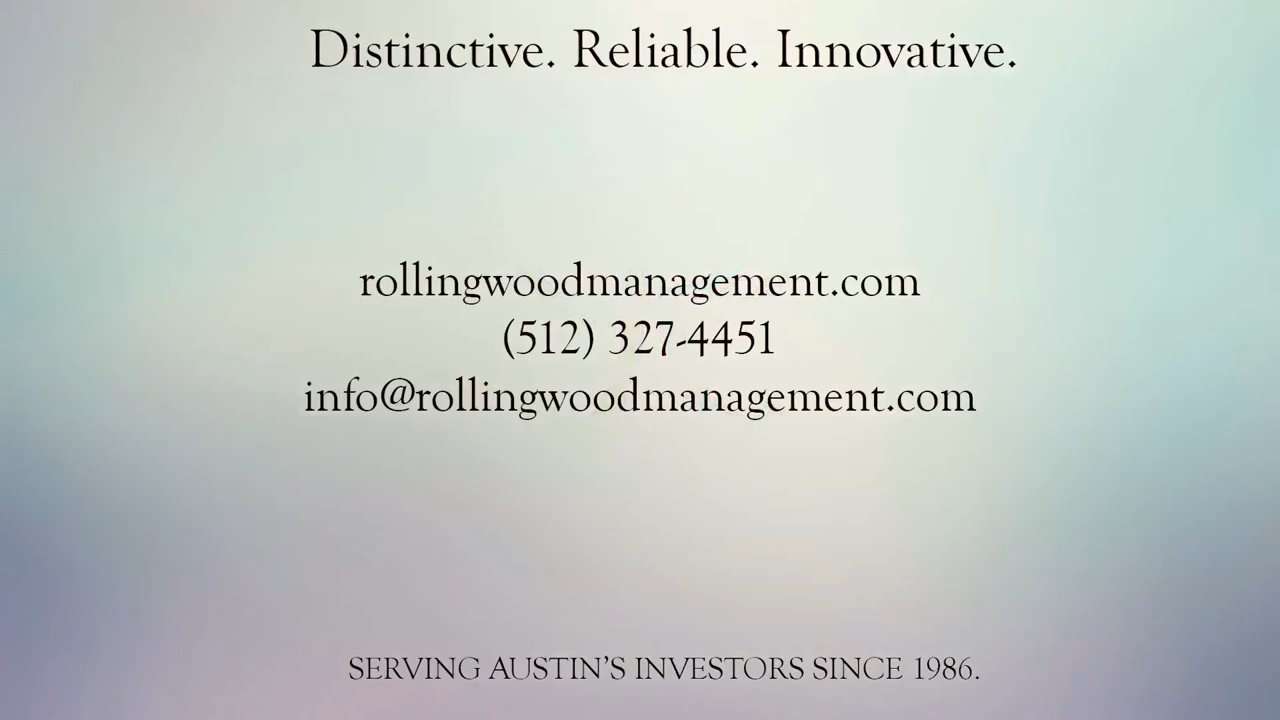 Distinctive. Reliable. Innovative.
rollingwoodmanagement.com
(512) 327-4451
info@rollingwoodmanagement.com
SERVING AUSTIN'S INVESTORS SINCE 1986.